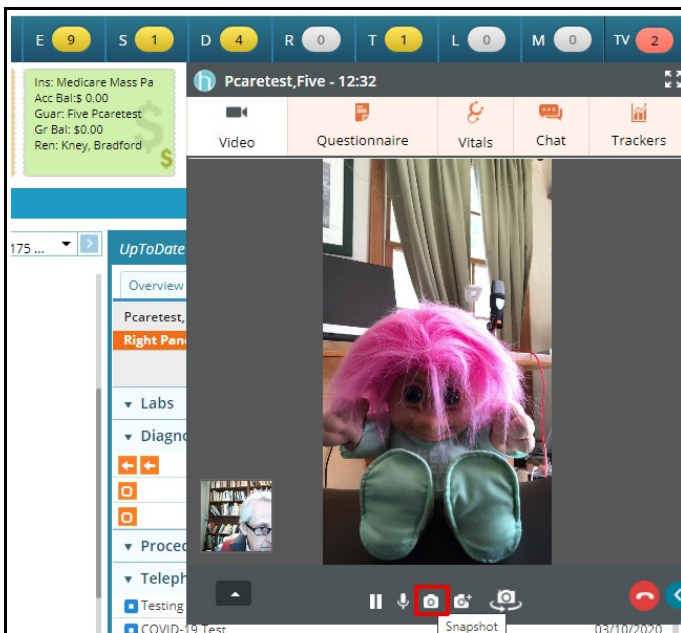 E 9 S 1 D 4 R 0 T 1 L 0 M 0 TV 2
Ins: Medicare Mass Pa
Acc Bal:$ 0.00
Guar: Five Pcaretest
Gr Bal: $0.00
Ren: Kney, Bradford
$
h Pcaretest,Five - 12:32
Video Questionnaire Vitals Chat Trackers
175 ...
UpToDate
Overview
Pcaretest,
Right Pan
Labs
Diagno
Proced
Teleph
Testing
COVID-19 Test 03/10/2020
Snapshot